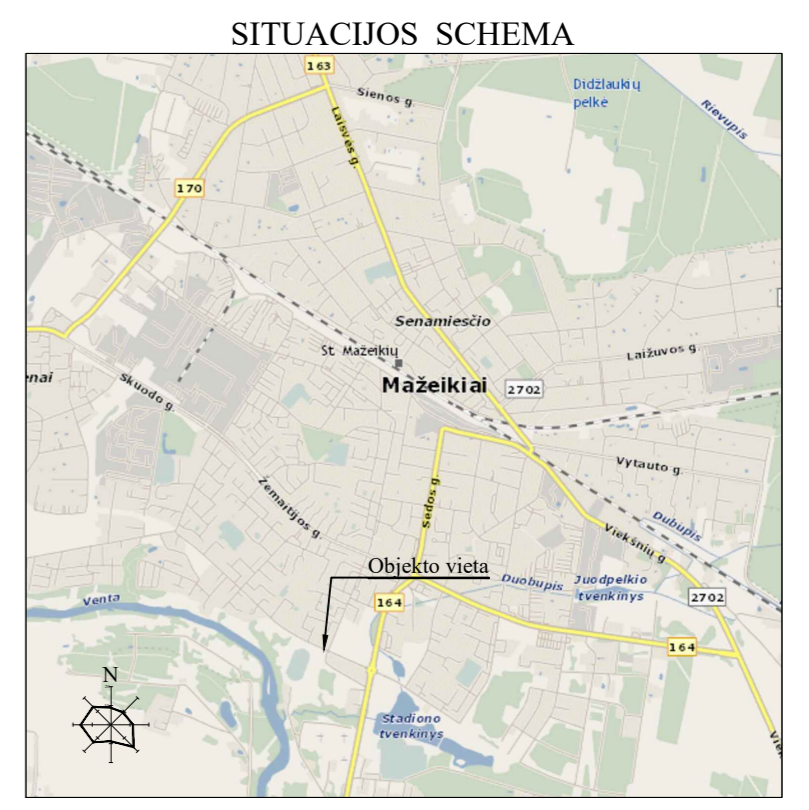 SITUACIJOS SCHEMA
163
Sienos g.
Didžlaukių
pelkė
Rievupis
Laisvės g.
170
Senamiesčio
St. Mažeikių
Laižuvos g.
Mažeikiai
2702
enai
Skuodo g.
Vytauto g.
Žemaitijos g.
Sedos g.
Dubupis
Viekšnių g
Objekto vieta
Duobupis
Juodpelkio
tvenkinys
Venta
164
2702
164
N
Stadiono
tvenkinys